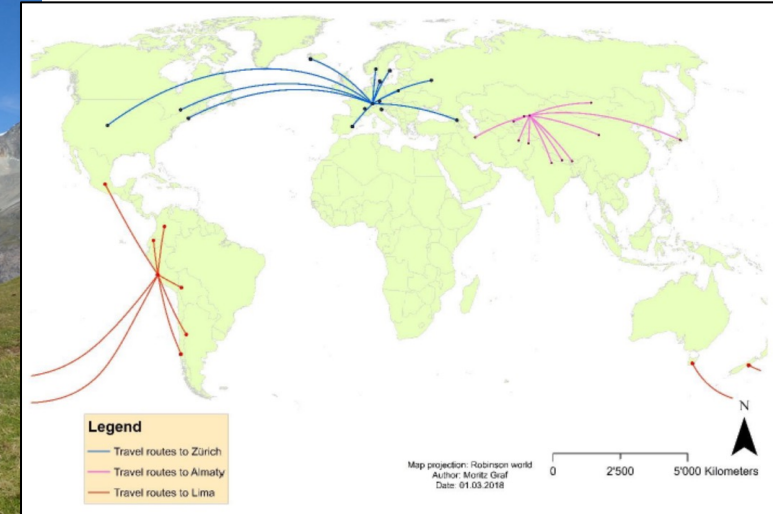 Legend
Travel routes to Zürich
Travel routes to Almaty
Travel routes to Lima
Map projection: Robinson world
Author: Moritz Graf
Date: 01.03.2018
N
0 2'500 5'000 Kilometers